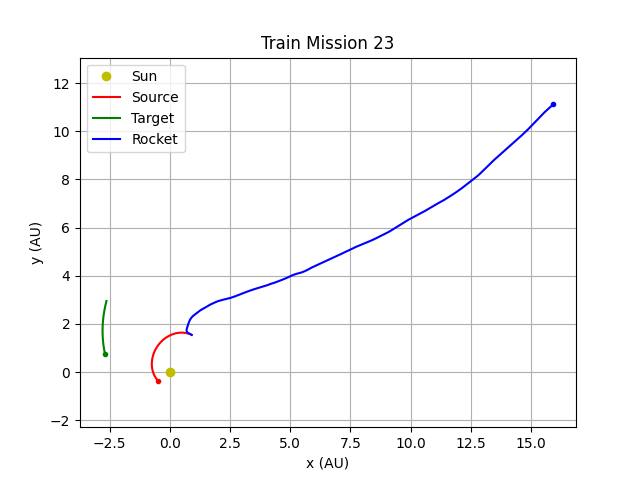 Train Mission 23
Sun
Source
Target
Rocket
12
10
8
6
4
2
0
−2
y (AU)
−2.5 0.0 2.5 5.0 7.5 10.0 12.5 15.0
x (AU)